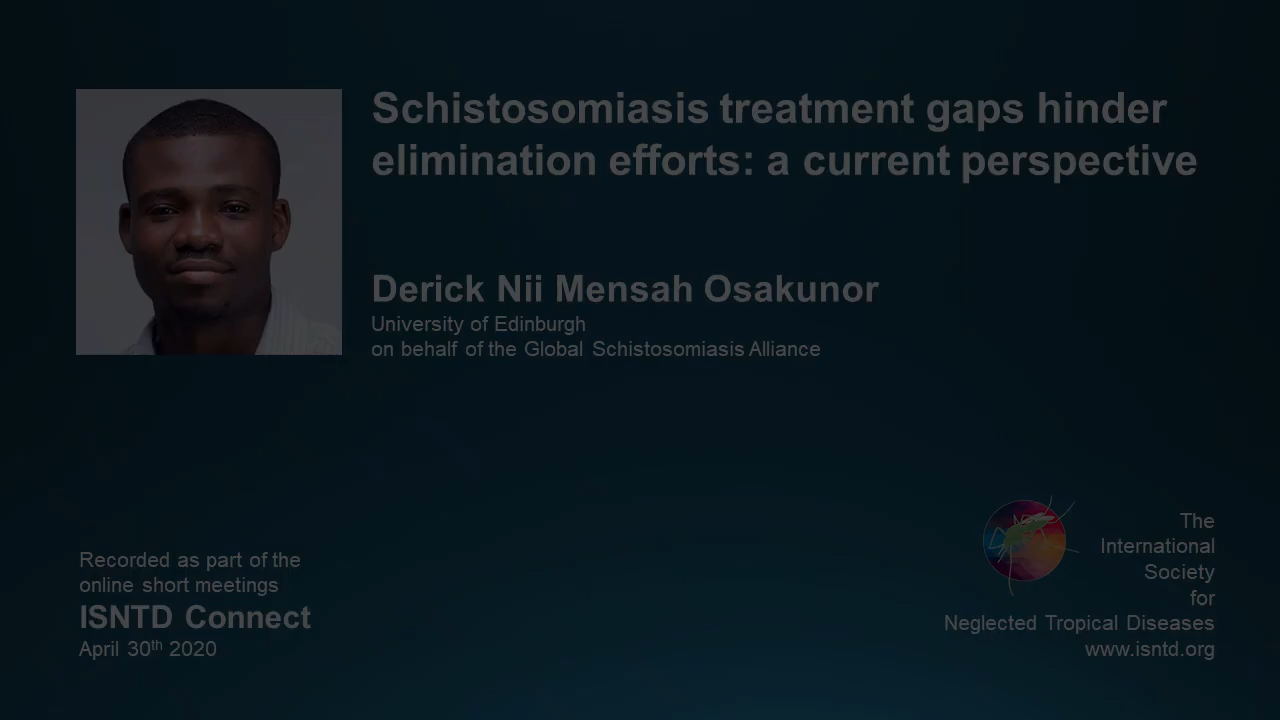 Schistosomiasis treatment gaps hinder
elimination efforts: a current perspective
Derick Nii Mensah Osakunor
University of Edinburgh
on behalf of the Global Schistosomiasis Alliance
Recorded as part of the
online short meetings
ISNTD Connect
April 30th 2020
The
International
Society
for
Neglected Tropical Diseases
www.isntd.org